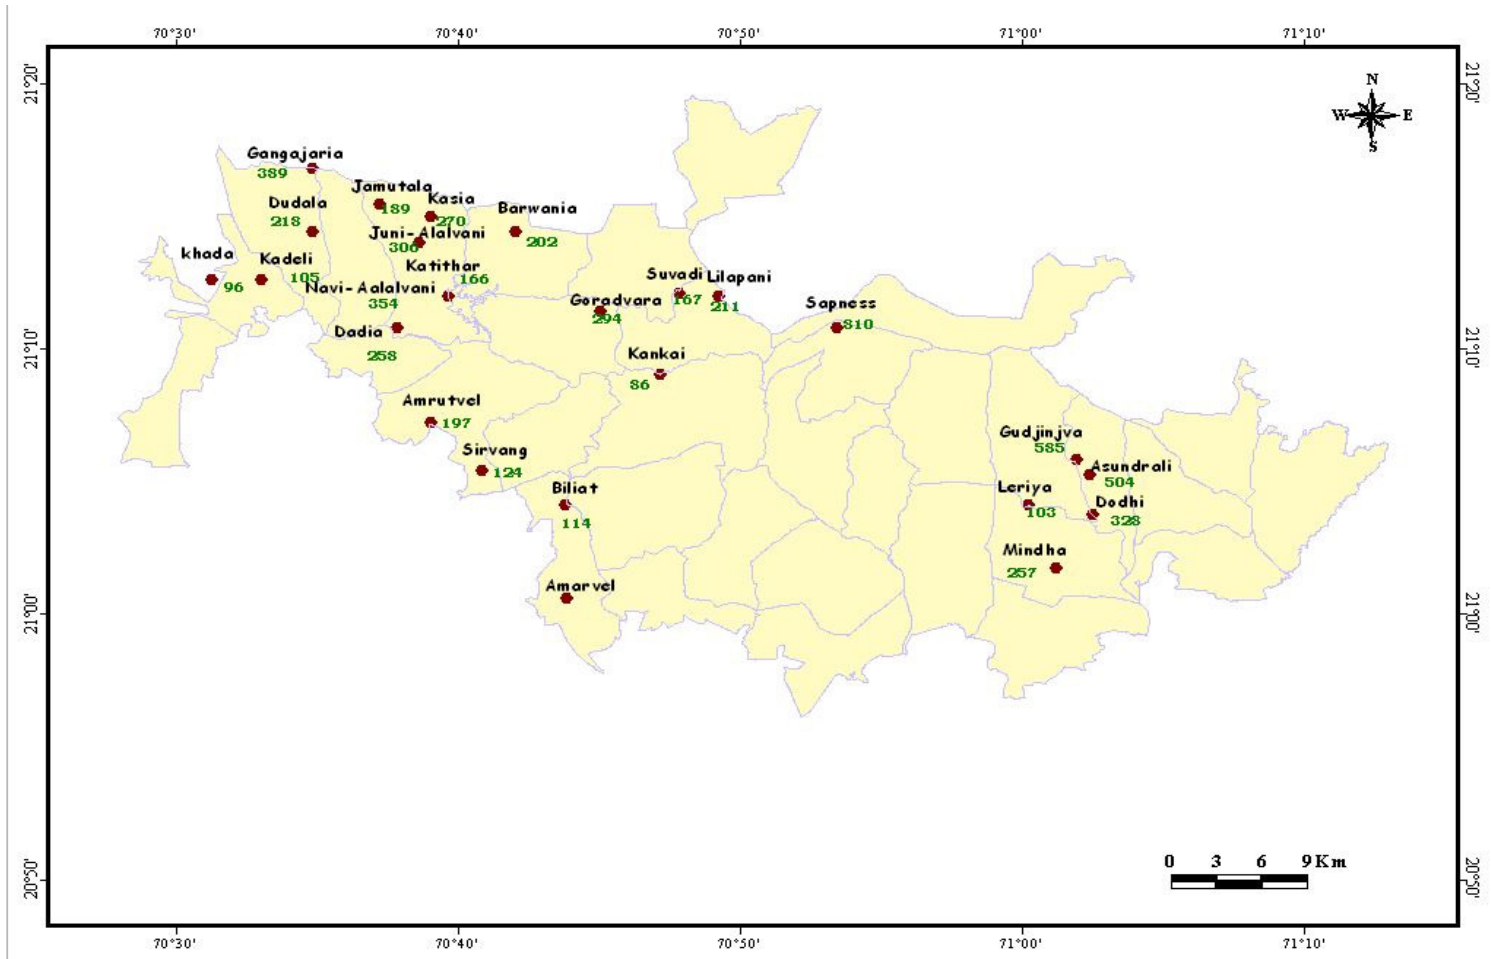 70°30' 70°40' 70°50' 71°00' 71°10'
21°20' 21°20'
N
W E
S
Gangajaria
389
Jamutala
189
Kasia
270
Dudala
218
Barwania
202
Juni-Alalvani
306
khada
96
Kadeli
105
Katithar
166
Navi-Aalalvani
354
Suvadi
167
Lilapani
211
Goradvara
294
Sapness
310
Dadia
258
21°10' 21°10'
Kankai
86
Amrutvel
197
Gudjinjva
585
Sirvang
124
Asundrali
504
Biliat
114
Leriya
103
Dodhi
328
Mindha
257
Amarvel
21°00' 21°00'
0 3 6 9 Km
20°50' 20°50'
70°30' 70°40' 70°50' 71°00' 71°10'